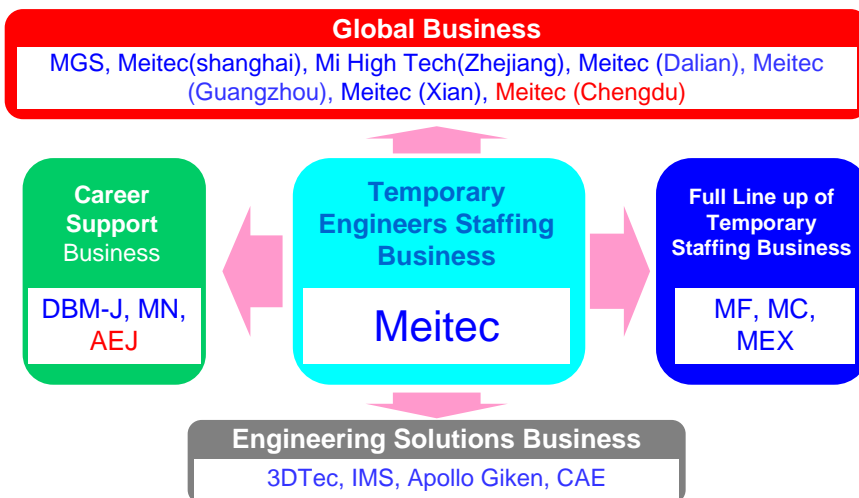 Global Business
MGS, Meitec(shanghai), Mi High Tech(Zhejiang), Meitec (Dalian), Meitec
(Guangzhou), Meitec (Xian), Meitec (Chengdu)
Career
Support
Business
DBM-J, MN,
AEJ
Temporary
Engineers Staffing
Business
Meitec
Full Line up of
Temporary
Staffing Business
MF, MC,
MEX
Engineering Solutions Business
3DTec, IMS, Apollo Giken, CAE